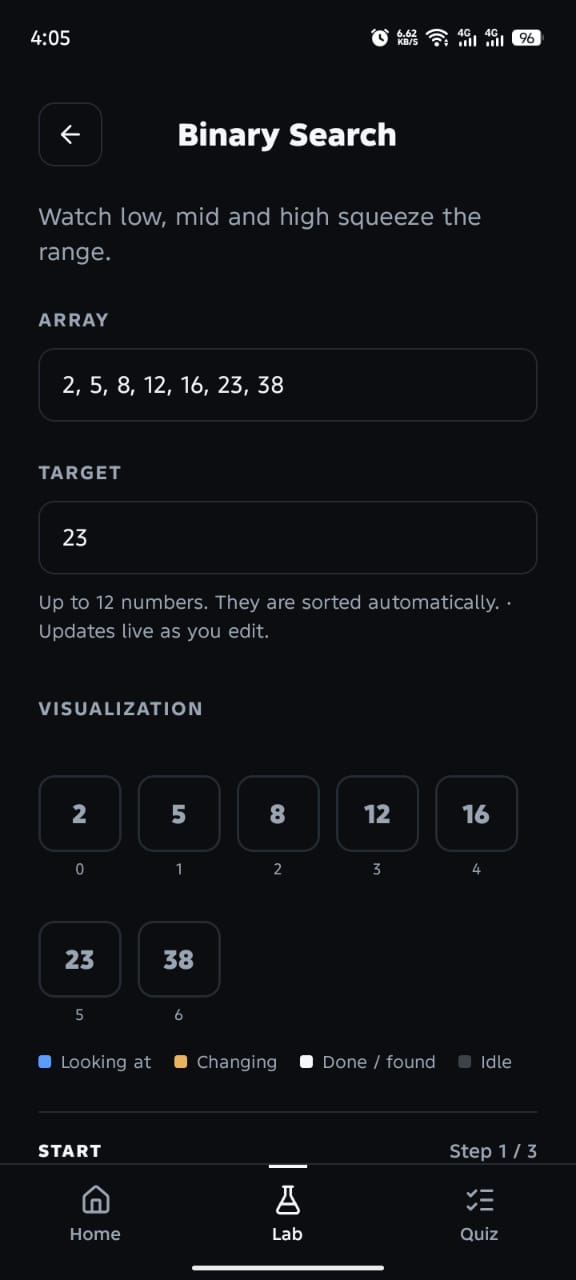 4:05
6.62
KB/S
4G
4G
96
Binary Search
Watch low, mid and high squeeze the
range.
ARRAY
2, 5, 8, 12, 16, 23, 38
TARGET
23
Up to 12 numbers. They are sorted automatically. ·
Updates live as you edit.
VISUALIZATION
2 5 8 12 16
0 1 2 3 4
23 38
5 6
Looking at Changing Done / found Idle
START Step 1 / 3
Home Lab Quiz